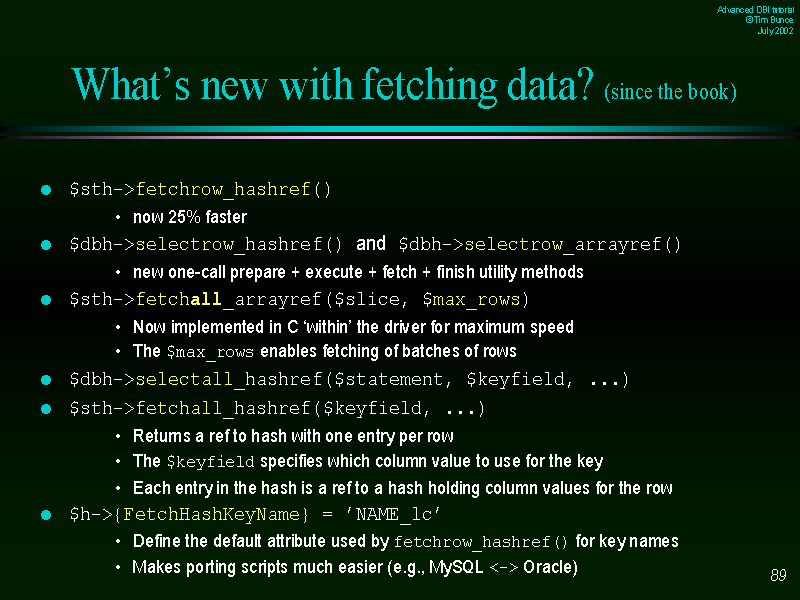 Advanced DBI tutorial
©Tim Bunce
July 2002
What's new with fetching data? (since the book)
● $sth->fetchrow_hashref()
• now 25% faster
● $dbh->selectrow_hashref() and $dbh->selectrow_arrayref()
• new one-call prepare + execute + fetch + finish utility methods
● $sth->fetchall_arrayref($slice, $max_rows)
• Now implemented in C ‘within’ the driver for maximum speed
• The $max_rows enables fetching of batches of rows
● $dbh->selectall_hashref($statement, $keyfield, ...)
● $sth->fetchall_hashref($keyfield, ...)
• Returns a ref to hash with one entry per row
• The $keyfield specifies which column value to use for the key
• Each entry in the hash is a ref to a hash holding column values for the row
● $h->{FetchHashKeyName} = ’NAME_lc’
• Define the default attribute used by fetchrow_hashref() for key names
• Makes porting scripts much easier (e.g., MySQL <-> Oracle)
89